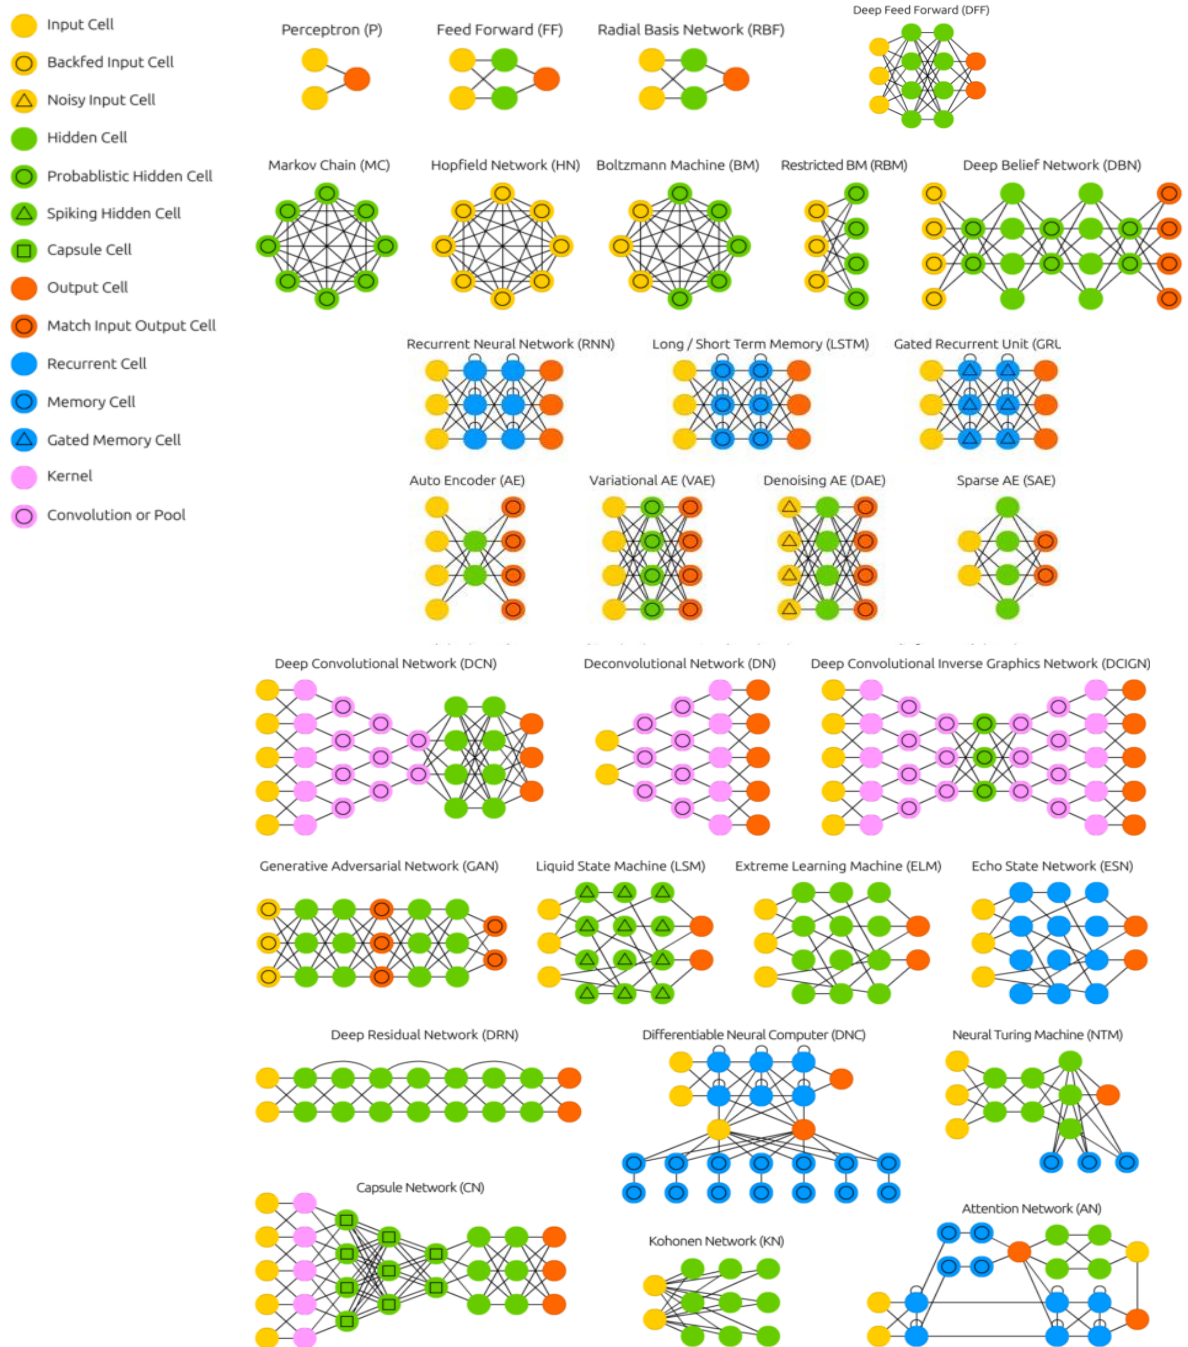 Input Cell
Backfed Input Cell
Noisy Input Cell
Hidden Cell
Probablistic Hidden Cell
Spiking Hidden Cell
Capsule Cell
Output Cell
Match Input Output Cell
Recurrent Cell
Memory Cell
Gated Memory Cell
Kernel
Convolution or Pool
Perceptron (P)
Feed Forward (FF)
Radial Basis Network (RBF)
Deep Feed Forward (DFF)
Markov Chain (MC)
Hopfield Network (HN)
Boltzmann Machine (BM)
Restricted BM (RBM)
Deep Belief Network (DBN)
Recurrent Neural Network (RNN)
Long / Short Term Memory (LSTM)
Gated Recurrent Unit (GRU
Auto Encoder (AE)
Variational AE (VAE)
Denoising AE (DAE)
Sparse AE (SAE)
Deep Convolutional Network (DCN)
Deconvolutional Network (DN)
Deep Convolutional Inverse Graphics Network (DCIGN)
Generative Adversarial Network (GAN)
Liquid State Machine (LSM)
Extreme Learning Machine (ELM)
Echo State Network (ESN)
Deep Residual Network (DRN)
Differentiable Neural Computer (DNC)
Neural Turing Machine (NTM)
Capsule Network (CN)
Kohonen Network (KN)
Attention Network (AN)